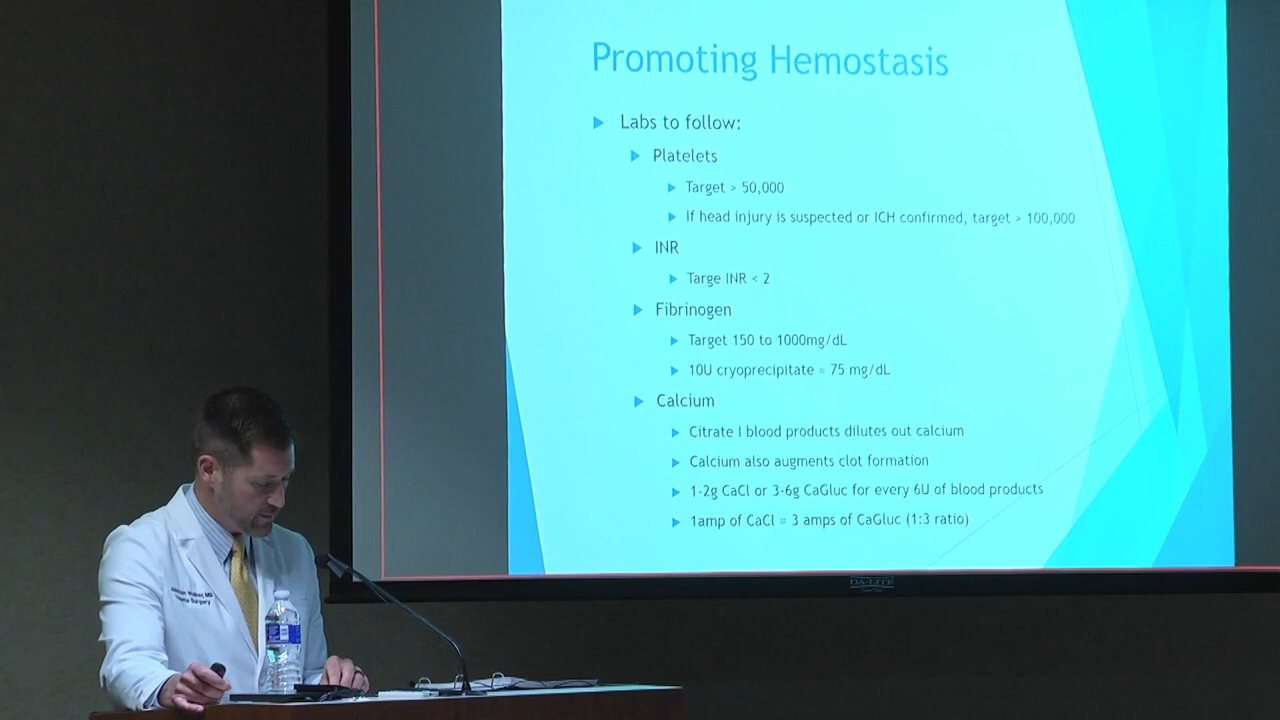 Promoting Hemostasis
Labs to follow:
Platelets
Target > 50,000
If head injury is suspected or ICH confirmed, target > 100,000
INR
Targe INR < 2
Fibrinogen
Target 150 to 1000mg/dL
10U cryoprecipitate = 75 mg/dL
Calcium
Citrate I blood products dilutes out calcium
Calcium also augments clot formation
1-2g CaCl or 3-6g CaGluc for every 6U of blood products
1amp of CaCl = 3 amps of CaGluc (1:3 ratio)
DA-LITE
MD
Surgery